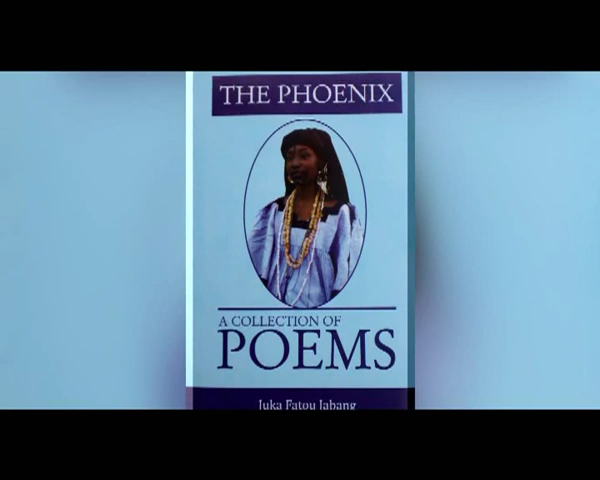 THE PHOENIX
A COLLECTION OF
POEMS
Juka Fatou Jabang